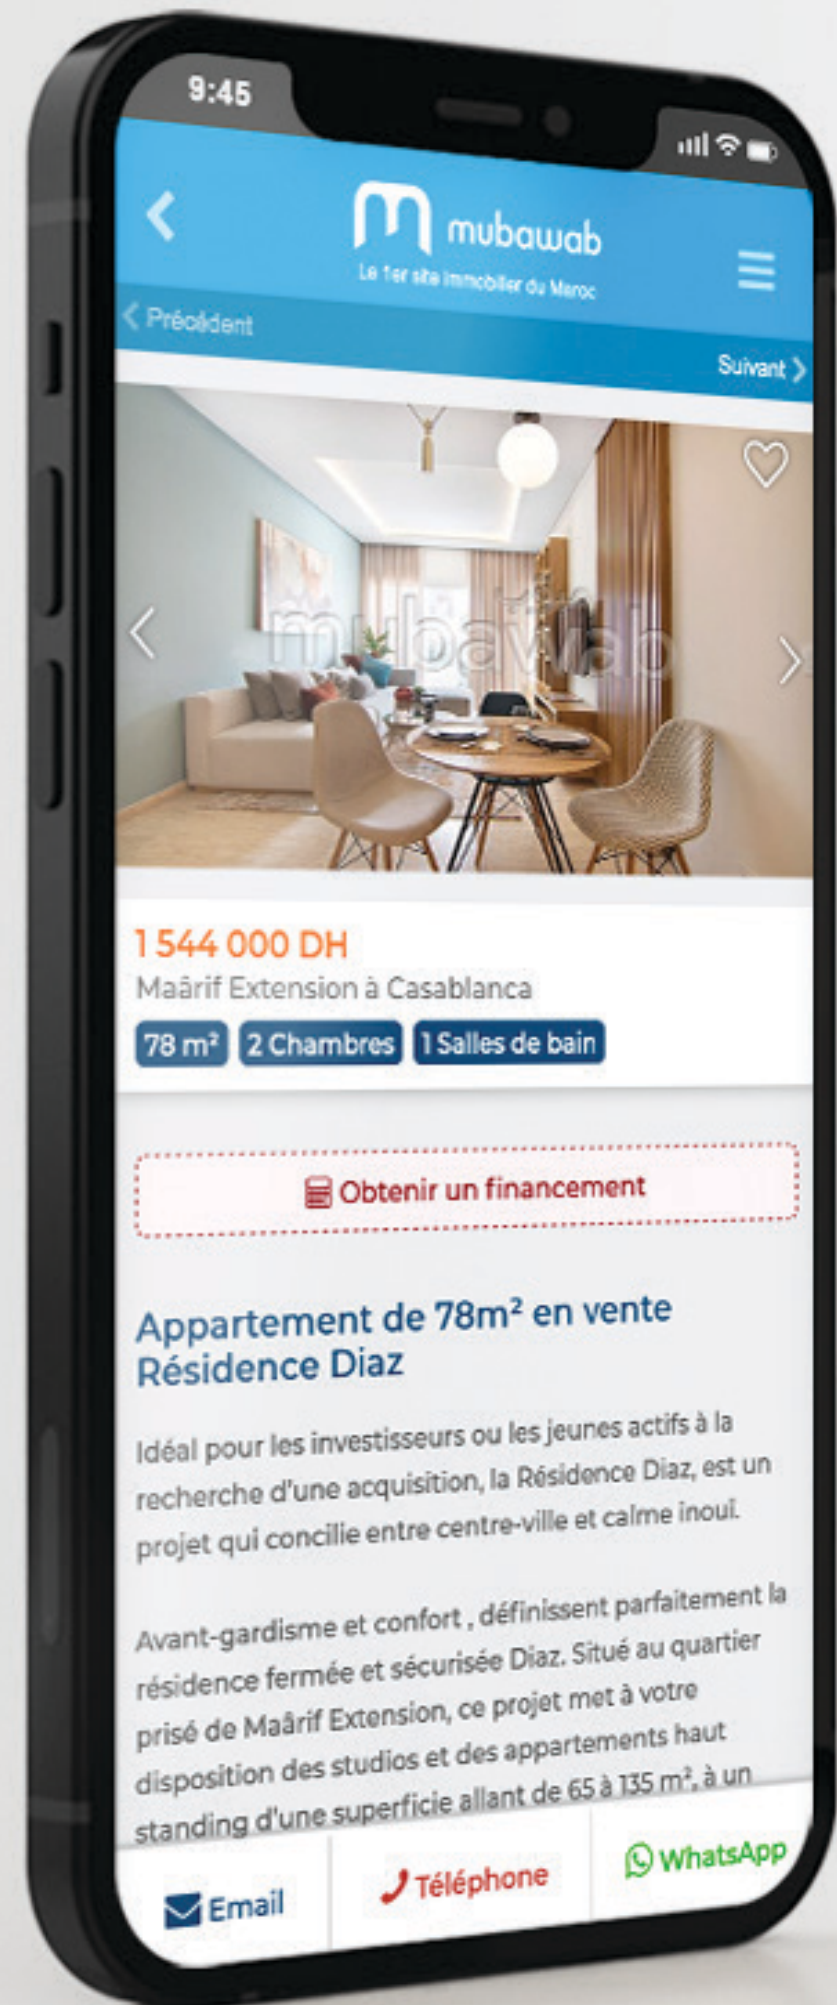 9:45
mubawab
Le 1er site immobilier du Maroc
Précédent
Suivant
mubawab
1 544 000 DH
Maârif Extension à Casablanca
78 m²
2 Chambres
1 Salles de bain
Obtenir un financement
Appartement de 78m² en vente
Résidence Diaz
Idéal pour les investisseurs ou les jeunes actifs à la
recherche d'une acquisition, la Résidence Diaz, est un
projet qui concilie entre centre-ville et calme inouï.
Avant-gardisme et confort , définissent parfaitement la
résidence fermée et sécurisée Diaz. Situé au quartier
prisé de Maârif Extension, ce projet met à votre
disposition des studios et des appartements haut
standing d'une superficie allant de 65 à 135 m², à un
Email
Téléphone
WhatsApp